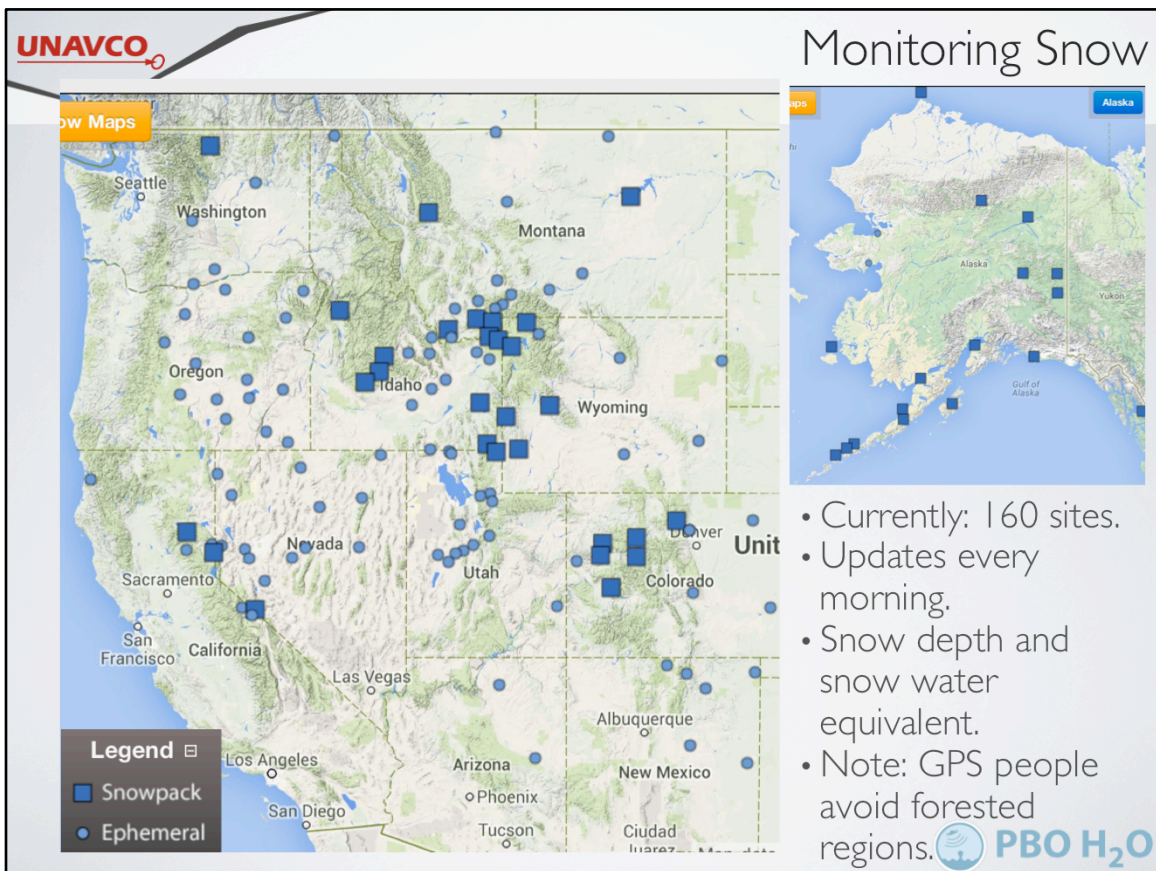 UNAVCO
Monitoring Snow
ow Maps
Seattle
Washington
Montana
Oregon
Idaho
Wyoming
Nevada
Utah
Denver
Unit
Colorado
Sacramento
San
Francisco
California
Las Vegas
Albuquerque
Los Angeles
Arizona
New Mexico
Phoenix
San Diego
Tucson
Ciudad
Legend
Snowpack
Ephemeral
aps
Alaska
Alaska
Yukon
Gulf of
Alaska
• Currently: 160 sites.
• Updates every
morning.
• Snow depth and
snow water
equivalent.
• Note: GPS people
avoid forested
regions.
PBO H₂O